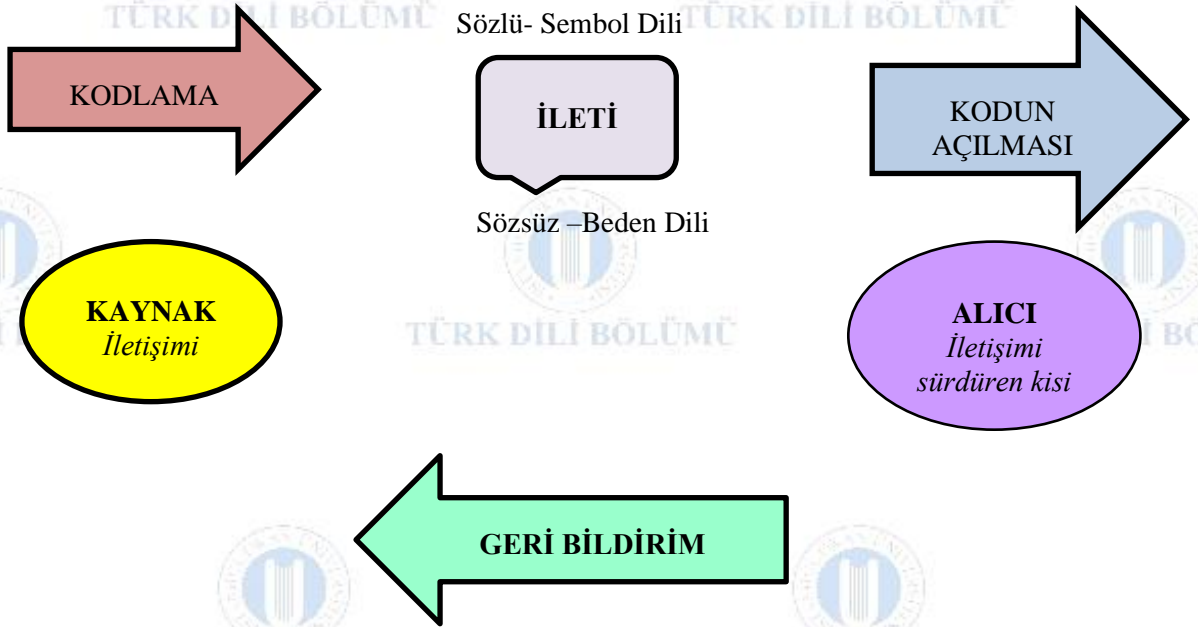 TÜRK DİLİ BÖLÜMÜ
TÜRK DİLİ BÖLÜMÜ
Sözlü- Sembol Dili
KODLAMA
İLETİ
KODUN
AÇILMASI
Sözsüz –Beden Dili
KAYNAK
İletişimi
ALICI
İletişimi
sürdüren kisi
TÜRK DİLİ BÖLÜMÜ
GERİ BİLDİRİM